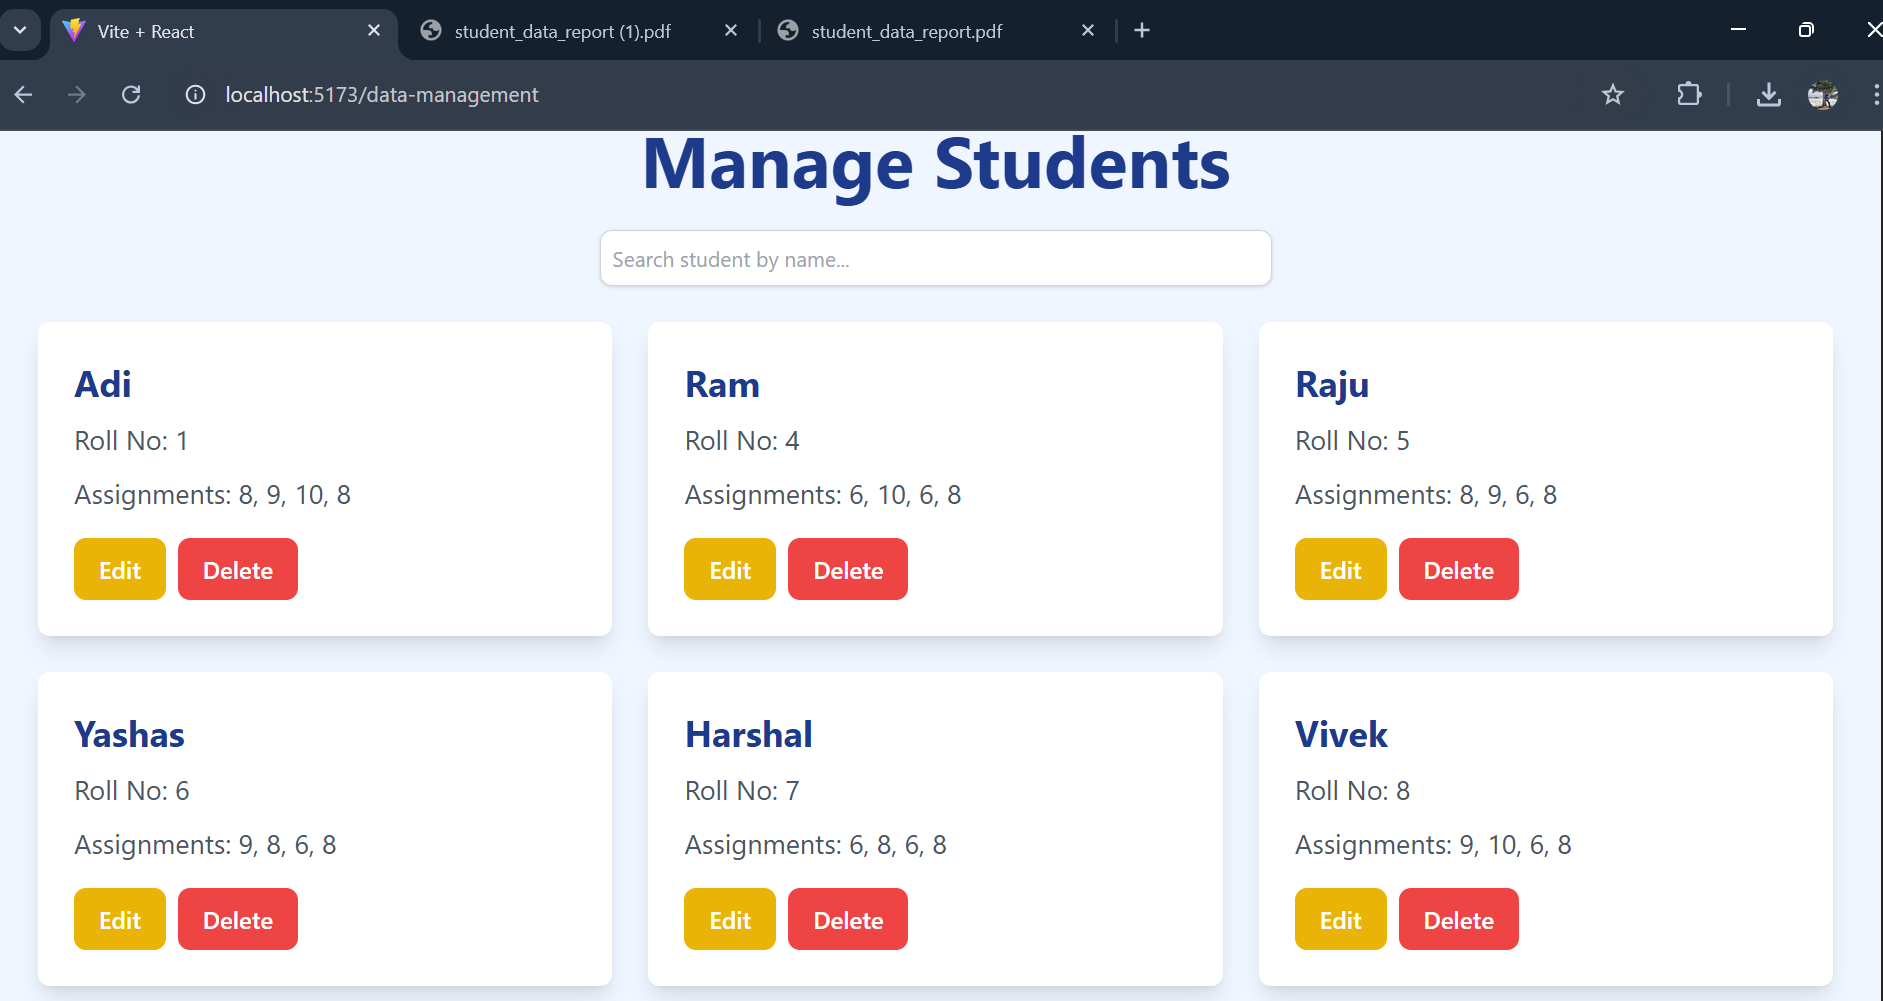 Vite + React
student_data_report (1).pdf
student_data_report.pdf
localhost:5173/data-management
Manage Students
Search student by name...
Adi
Roll No: 1
Assignments: 8, 9, 10, 8
Edit Delete
Ram
Roll No: 4
Assignments: 6, 10, 6, 8
Edit Delete
Raju
Roll No: 5
Assignments: 8, 9, 6, 8
Edit Delete
Yashas
Roll No: 6
Assignments: 9, 8, 6, 8
Edit Delete
Harshal
Roll No: 7
Assignments: 6, 8, 6, 8
Edit Delete
Vivek
Roll No: 8
Assignments: 9, 10, 6, 8
Edit Delete